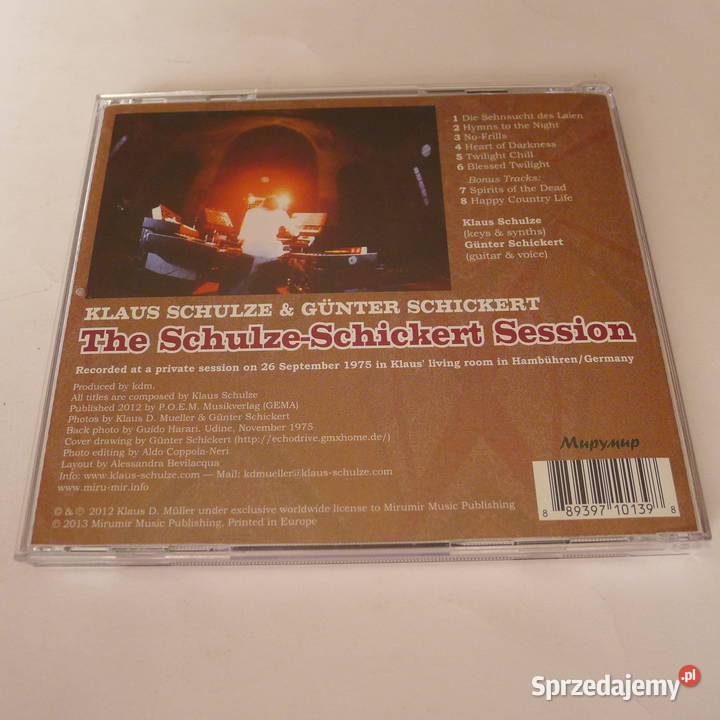 1 Die Sehnsucht des Laien
2 Hymns to the Night
3 No-Frills
4 Heart of Darkness
5 Twilight Chill
6 Blessed Twilight
Bonus Tracks:
7 Spirits of the Dead
8 Happy Country Life
Klaus Schulze
(keys & synths)
Günter Schickert
(guitar & voice)
KLAUS SCHULZE & GÜNTER SCHICKERT
The Schulze-Schickert Session
Recorded at a private session on 26 September 1975 in Klaus' living room in Hambühren/Germany
Produced by kdm.
All titles are composed by Klaus Schulze
Published 2012 by P.O.E.M. Musikverlag (GEMA)
Photos by Klaus D. Mueller & Günter Schickert
Back photo by Guido Harari. Udine, November 1975
Cover drawing by Günter Schickert (http://echodrive.gmxhome.de/)
Photo editing by Aldo Coppola-Neri
Layout by Alessandra Bevilacqua
Info: www.klaus-schulze.com — Mail: kdmueller@klaus-schulze.com
www.miru-mir.info
© & ℗ 2012 Klaus D. Müller under exclusive worldwide license to Mirumir Music Publishing
© 2013 Mirumir Music Publishing. Printed in Europe
Мирумир
8 89397 10139 8
Sprzedajemy.pl